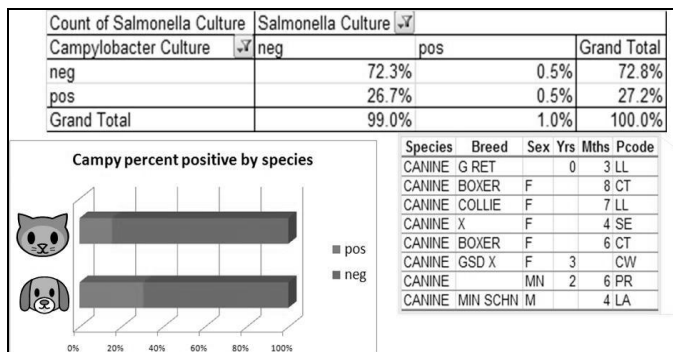 Count of Salmonella Culture Salmonella Culture
Campylobacter Culture neg pos Grand Total
neg 72.3% 0.5% 72.8%
pos 26.7% 0.5% 27.2%
Grand Total 99.0% 1.0% 100.0%
Campy percent positive by species
pos
neg
0% 20% 40% 60% 80% 100%
Species Breed Sex Yrs Mths Pcode
CANINE G RET 0 3 LL
CANINE BOXER F 8 CT
CANINE COLLIE F 7 LL
CANINE X F 4 SE
CANINE BOXER F 6 CT
CANINE GSD X F 3 CW
CANINE MN 2 6 PR
CANINE MIN SCHN M 4 LA